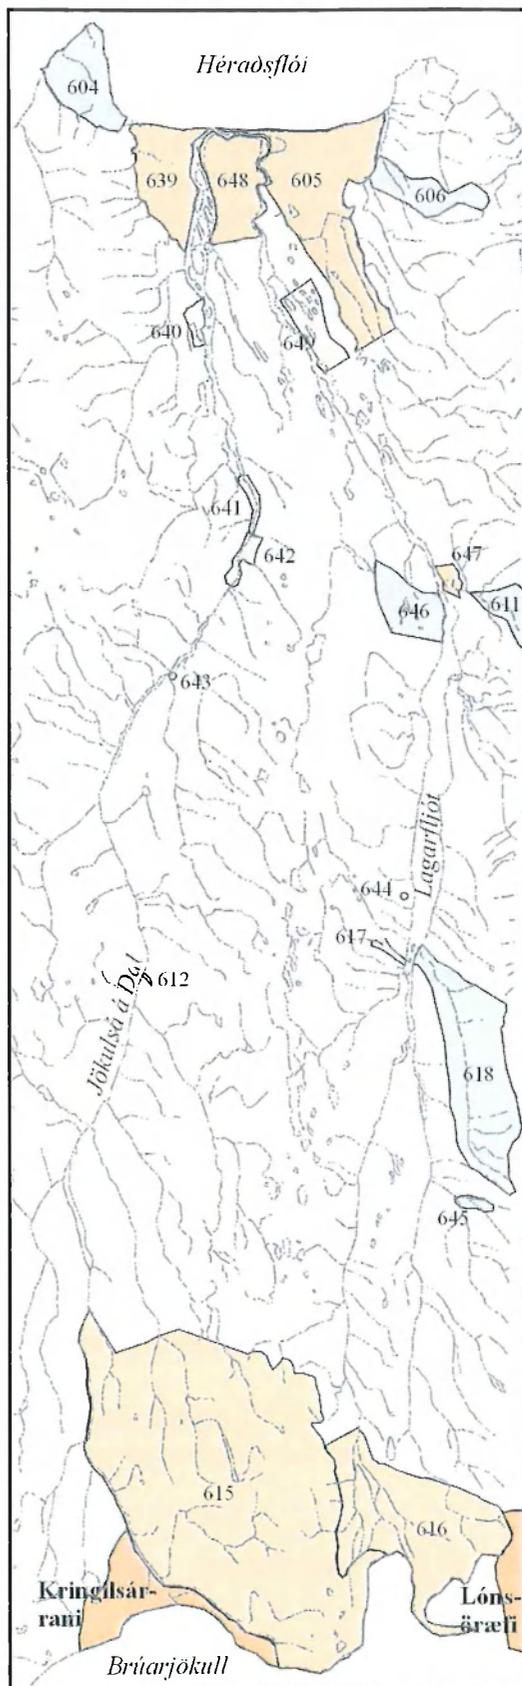 Héraðsflói
604
639
648
605
606
640
649
641
642
647
646
611
643
Lagarfljót
644
617
612
Jökulsá á Dal
618
645
615
616
Kringilsár-
rani
Lóns-
öræfi
Brúarjökull